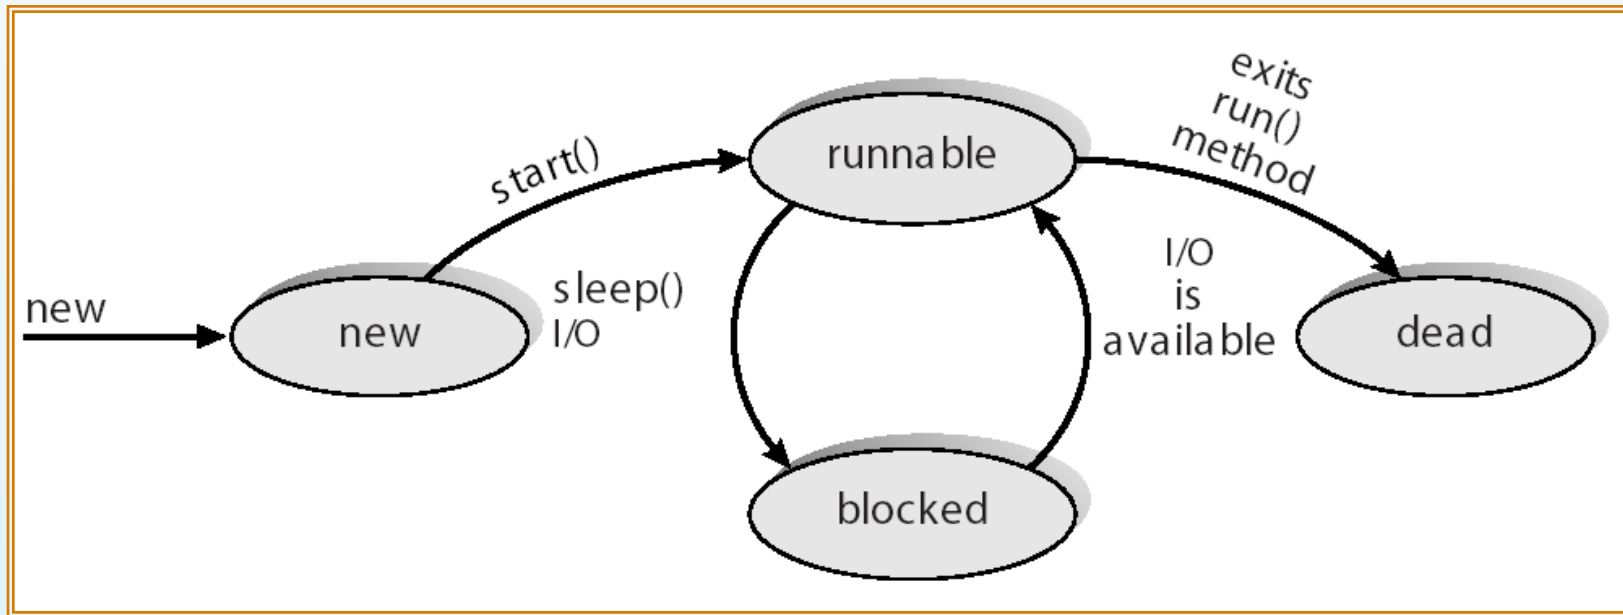 exits
run()
method
start()
runnable
new
new
sleep()
I/O
I/O
is
available
dead
blocked